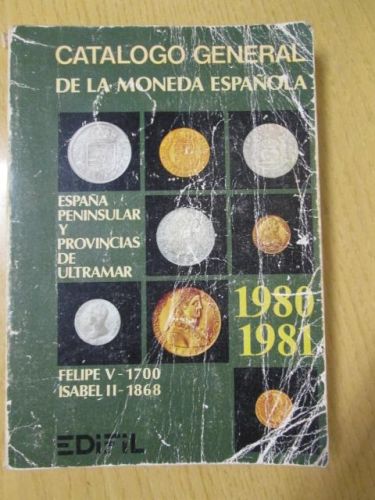 CATALOGO GENERAL
DE LA MONEDA ESPAÑOLA
ESPAÑA
PENINSULAR
Y
PROVINCIAS
DE
ULTRAMAR
1980
1981
FELIPE V - 1700
ISABEL II - 1868
EDIFIL